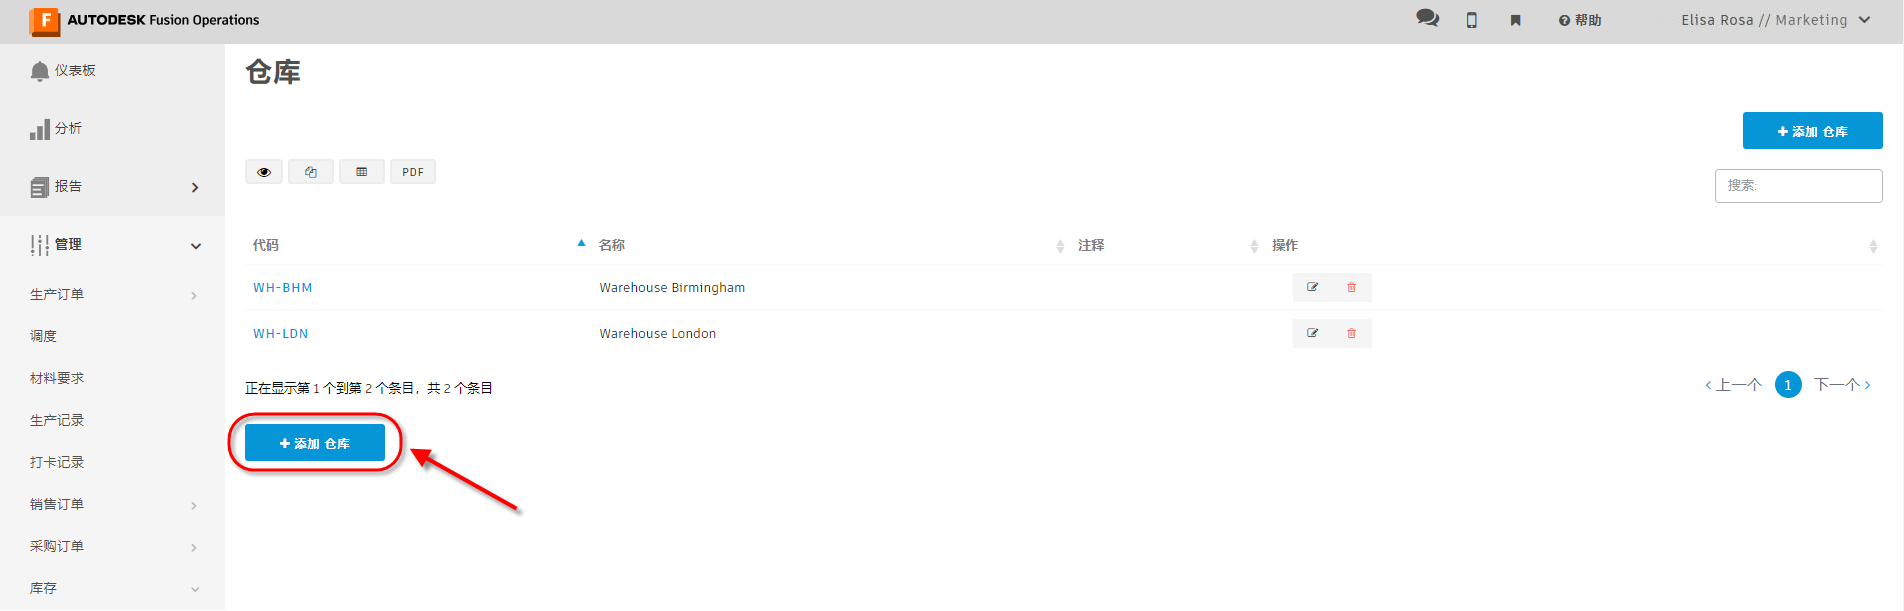 F AUTODESK Fusion Operations
帮助
Elisa Rosa // Marketing
仪表板
分析
报告
管理
生产订单
调度
材料要求
生产记录
打卡记录
销售订单
采购订单
库存
仓库
+ 添加 仓库
PDF
搜索:
代码 名称 注释 操作
WH-BHM Warehouse Birmingham
WH-LDN Warehouse London
正在显示第 1 个到第 2 个条目，共 2 个条目
‹ 上一个 1 下一个 ›
+ 添加 仓库